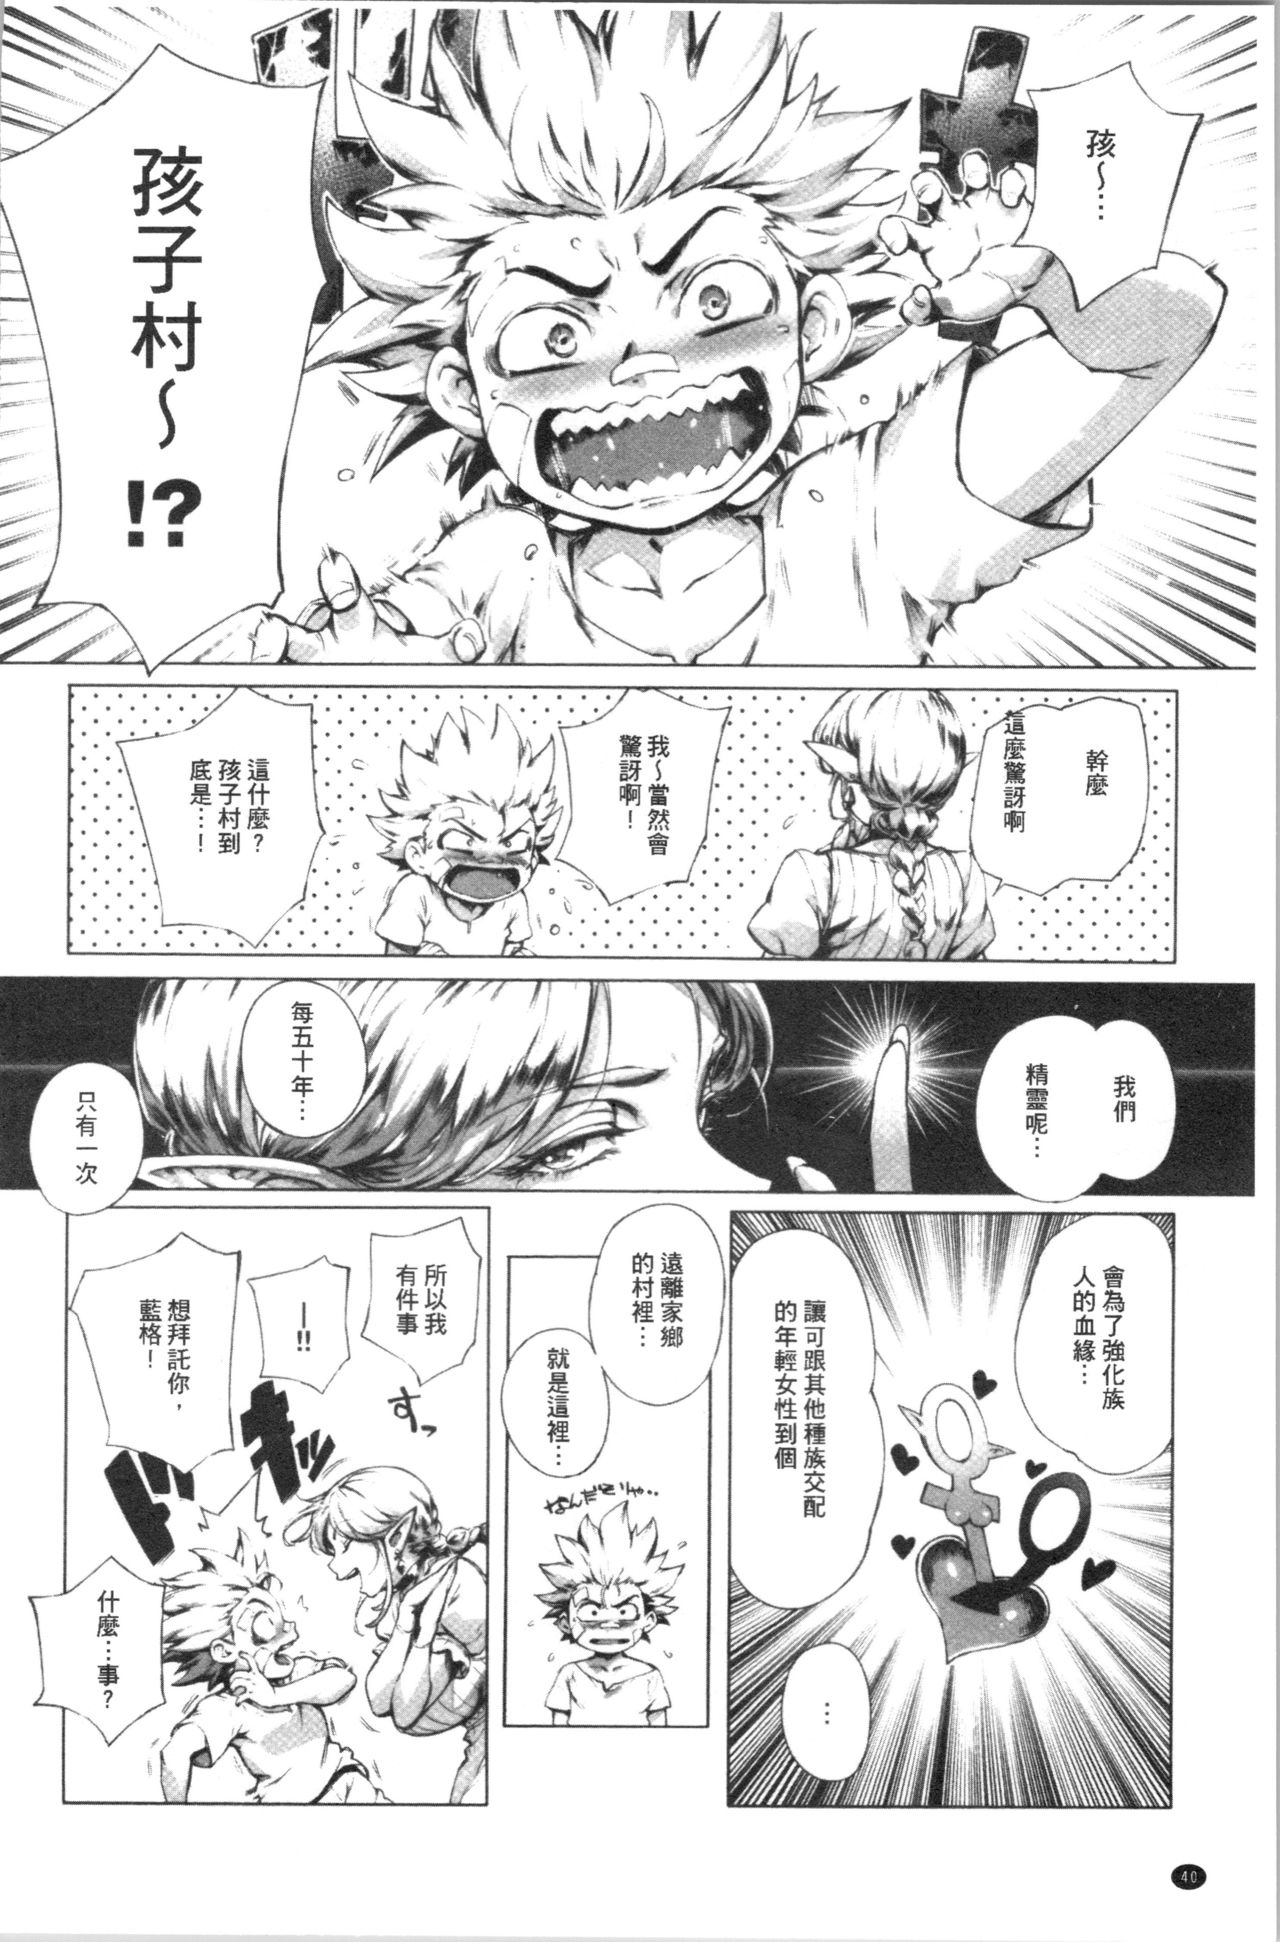 孩
～…
孩子村～!?
幹麼
這麼驚訝啊
我～當然會
驚訝啊！
這什麼？
孩子村到
底是…！
我們
精靈呢…
每五十年…
只有一次
會為了強化族
人的血緣…
讓可跟其他種族交配
的年輕女性到個
…
遠離家鄉
的村裡…
就是這裡…
なんだそりゃ..
所以我
有件事
―!!
想拜託你，
藍格！
すっ
ドキッ
什麼…事？
40